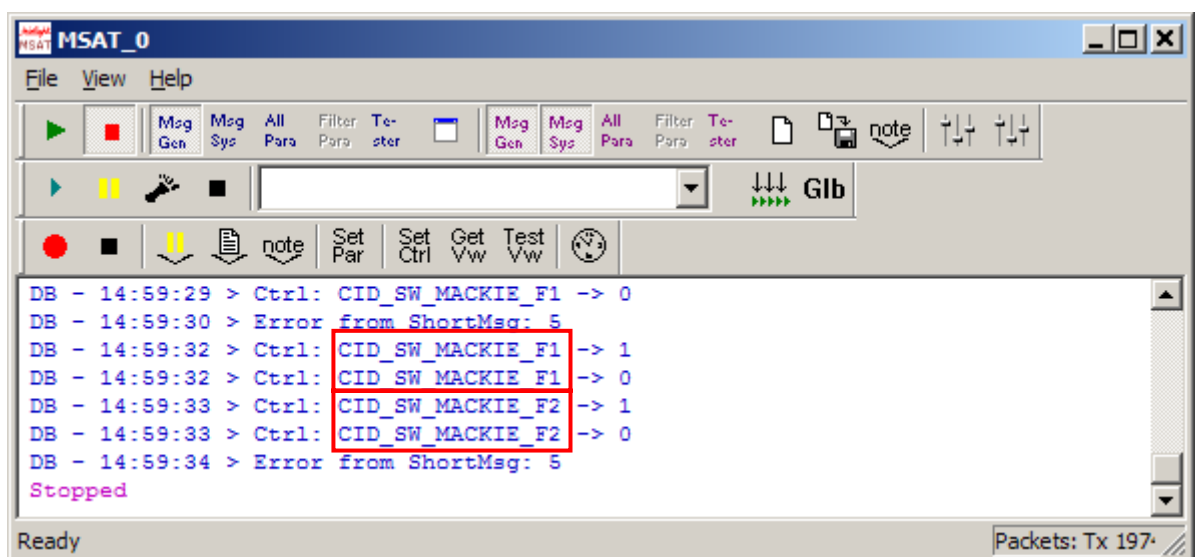 MSAT_0
File View Help
Msg Gen Msg Sys All Para Filter Para Te-ster Msg Gen Msg Sys All Para Filter Para Te-ster note
Glb
note Set Par Set Ctrl Get Vw Test Vw
DB - 14:59:29 > Ctrl: CID_SW_MACKIE_F1 -> 0
DB - 14:59:30 > Error from ShortMsg: 5
DB - 14:59:32 > Ctrl: CID_SW_MACKIE_F1 -> 1
DB - 14:59:32 > Ctrl: CID_SW_MACKIE_F1 -> 0
DB - 14:59:33 > Ctrl: CID_SW_MACKIE_F2 -> 1
DB - 14:59:33 > Ctrl: CID_SW_MACKIE_F2 -> 0
DB - 14:59:34 > Error from ShortMsg: 5
Stopped
Ready Packets: Tx 197